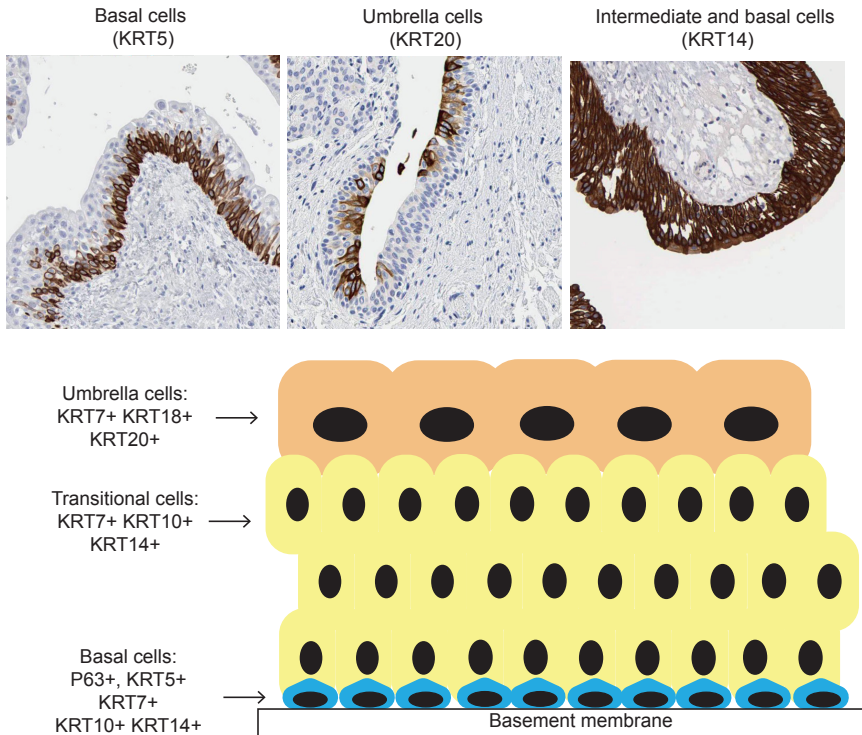 Basal cells
(KRT5)
Umbrella cells
(KRT20)
Intermediate and basal cells
(KRT14)
Umbrella cells:
KRT7+ KRT18+
KRT20+
Transitional cells:
KRT7+ KRT10+
KRT14+
Basal cells:
P63+, KRT5+
KRT7+
KRT10+ KRT14+
Basement membrane